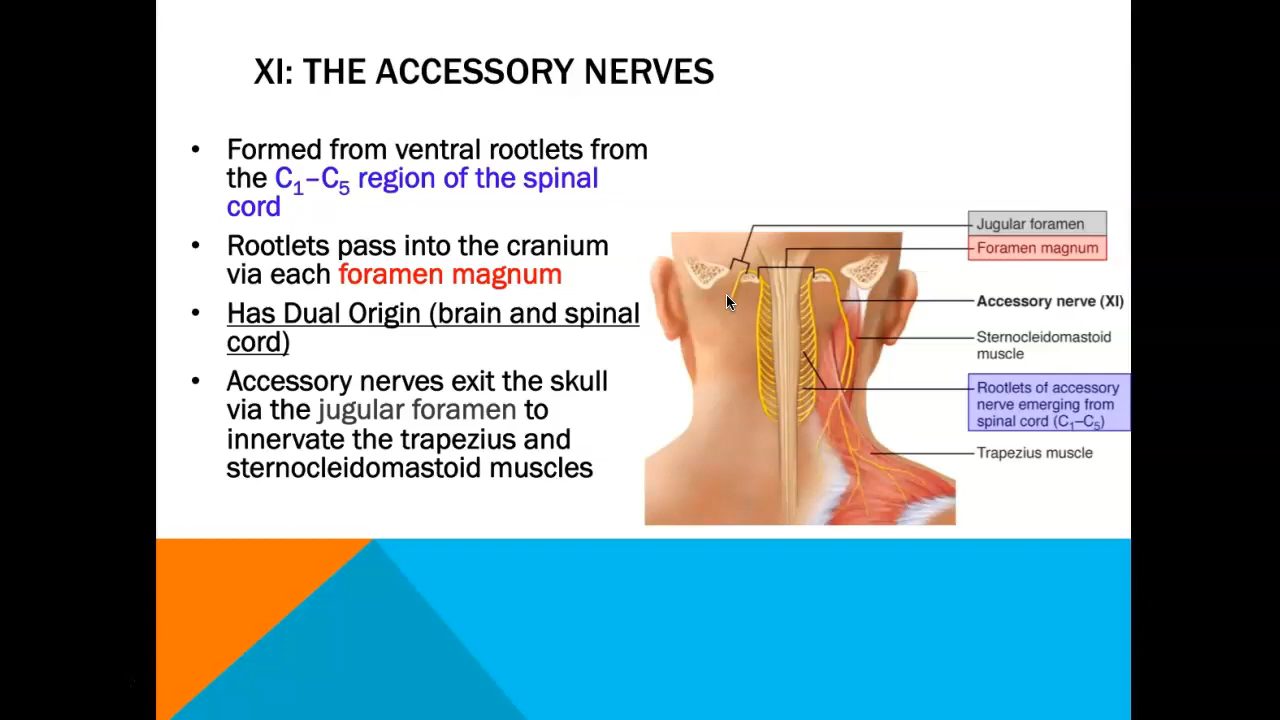 XI: THE ACCESSORY NERVES
• Formed from ventral rootlets from
the C₁–C₅ region of the spinal
cord
• Rootlets pass into the cranium
via each foramen magnum
• Has Dual Origin (brain and spinal
cord)
• Accessory nerves exit the skull
via the jugular foramen to
innervate the trapezius and
sternocleidomastoid muscles
Jugular foramen
Foramen magnum
Accessory nerve (XI)
Sternocleidomastoid
muscle
Rootlets of accessory
nerve emerging from
spinal cord (C₁–C₅)
Trapezius muscle